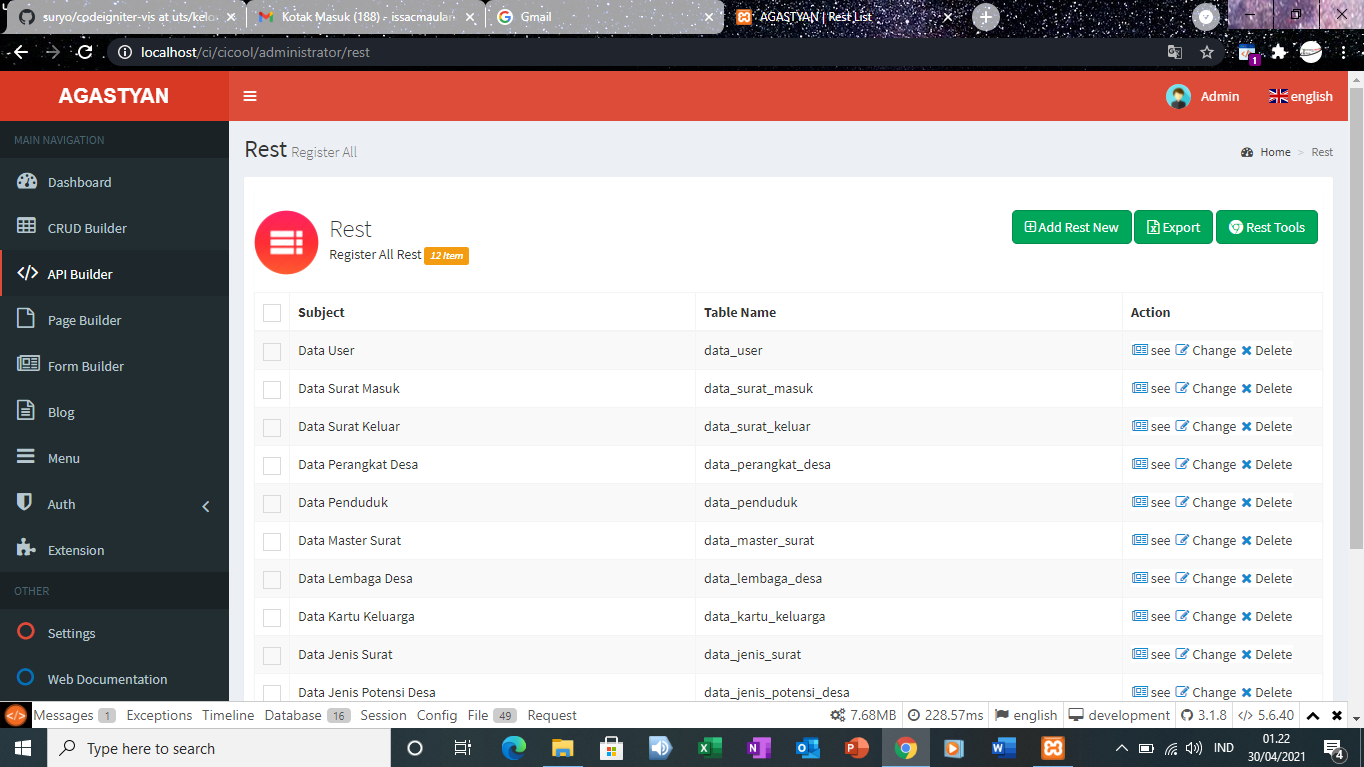 suryo/cpdeigniter-vis at uts/kelo
Kotak Masuk (188) - issacmaulan
Gmail
AGASTYAN | Rest List
localhost/ci/cicool/administrator/rest
1
AGASTYAN
Admin
english
MAIN NAVIGATION
Dashboard
CRUD Builder
API Builder
Page Builder
Form Builder
Blog
Menu
Auth
Extension
OTHER
Settings
Web Documentation
Rest Register All
Home > Rest
Rest
Register All Rest 12 Item
Add Rest New
Export
Rest Tools
Subject Table Name Action
Data User data_user see Change Delete
Data Surat Masuk data_surat_masuk see Change Delete
Data Surat Keluar data_surat_keluar see Change Delete
Data Perangkat Desa data_perangkat_desa see Change Delete
Data Penduduk data_penduduk see Change Delete
Data Master Surat data_master_surat see Change Delete
Data Lembaga Desa data_lembaga_desa see Change Delete
Data Kartu Keluarga data_kartu_keluarga see Change Delete
Data Jenis Surat data_jenis_surat see Change Delete
Data Jenis Potensi Desa data_jenis_potensi_desa see Change Delete
Messages 1 Exceptions Timeline Database 16 Session Config File 49 Request 7.68MB 228.57ms english development 3.1.8 5.6.40
Type here to search
IND
01.22
30/04/2021
4